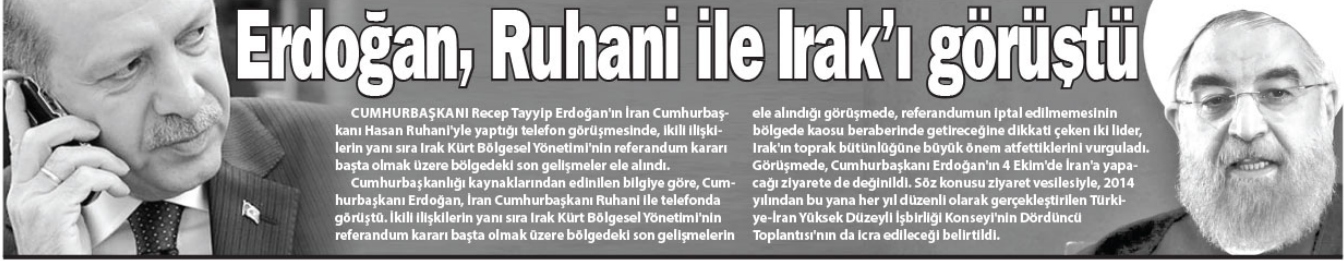 Erdoğan, Ruhani ile Irak'ı görüştü
CUMHURBAŞKANI Recep Tayyip Erdoğan'ın İran Cumhurbaş-
kanı Hasan Ruhani'yle yaptığı telefon görüşmesinde, ikili ilişki-
lerin yanı sıra Irak Kürt Bölgesel Yönetimi'nin referandum kararı
başta olmak üzere bölgedeki son gelişmeler ele alındı.
Cumhurbaşkanlığı kaynaklarından edinilen bilgiye göre, Cum-
hurbaşkanı Erdoğan, İran Cumhurbaşkanı Ruhani ile telefonda
görüştü. İkili ilişkilerin yanı sıra Irak Kürt Bölgesel Yönetimi'nin
referandum kararı başta olmak üzere bölgedeki son gelişmelerin
ele alındığı görüşmede, referandumun iptal edilmemesinin
bölgede kaosu beraberinde getireceğine dikkati çeken iki lider,
Irak'ın toprak bütünlüğüne büyük önem atfettiklerini vurguladı.
Görüşmede, Cumhurbaşkanı Erdoğan'ın 4 Ekim'de İran'a yapa-
cağı ziyarete de değinildi. Söz konusu ziyaret vesilesiyle, 2014
yılından bu yana her yıl düzenli olarak gerçekleştirilen Türki-
ye-İran Yüksek Düzeyli İşbirliği Konseyi'nin Dördüncü
Toplantısı'nın da icra edileceği belirtildi.